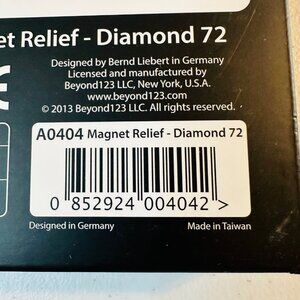 et Relief - Diamond 72
Designed by Bernd Liebert in Germany
Licensed and manufactured by
Beyond123 LLC, New York, U.S.A.
www.beyond123.com
© 2013 Beyond123 LLC. All rights reserved.
A0404 Magnet Relief - Diamond 72
0 852924 004042 >
Designed in Germany
Made in Taiwan